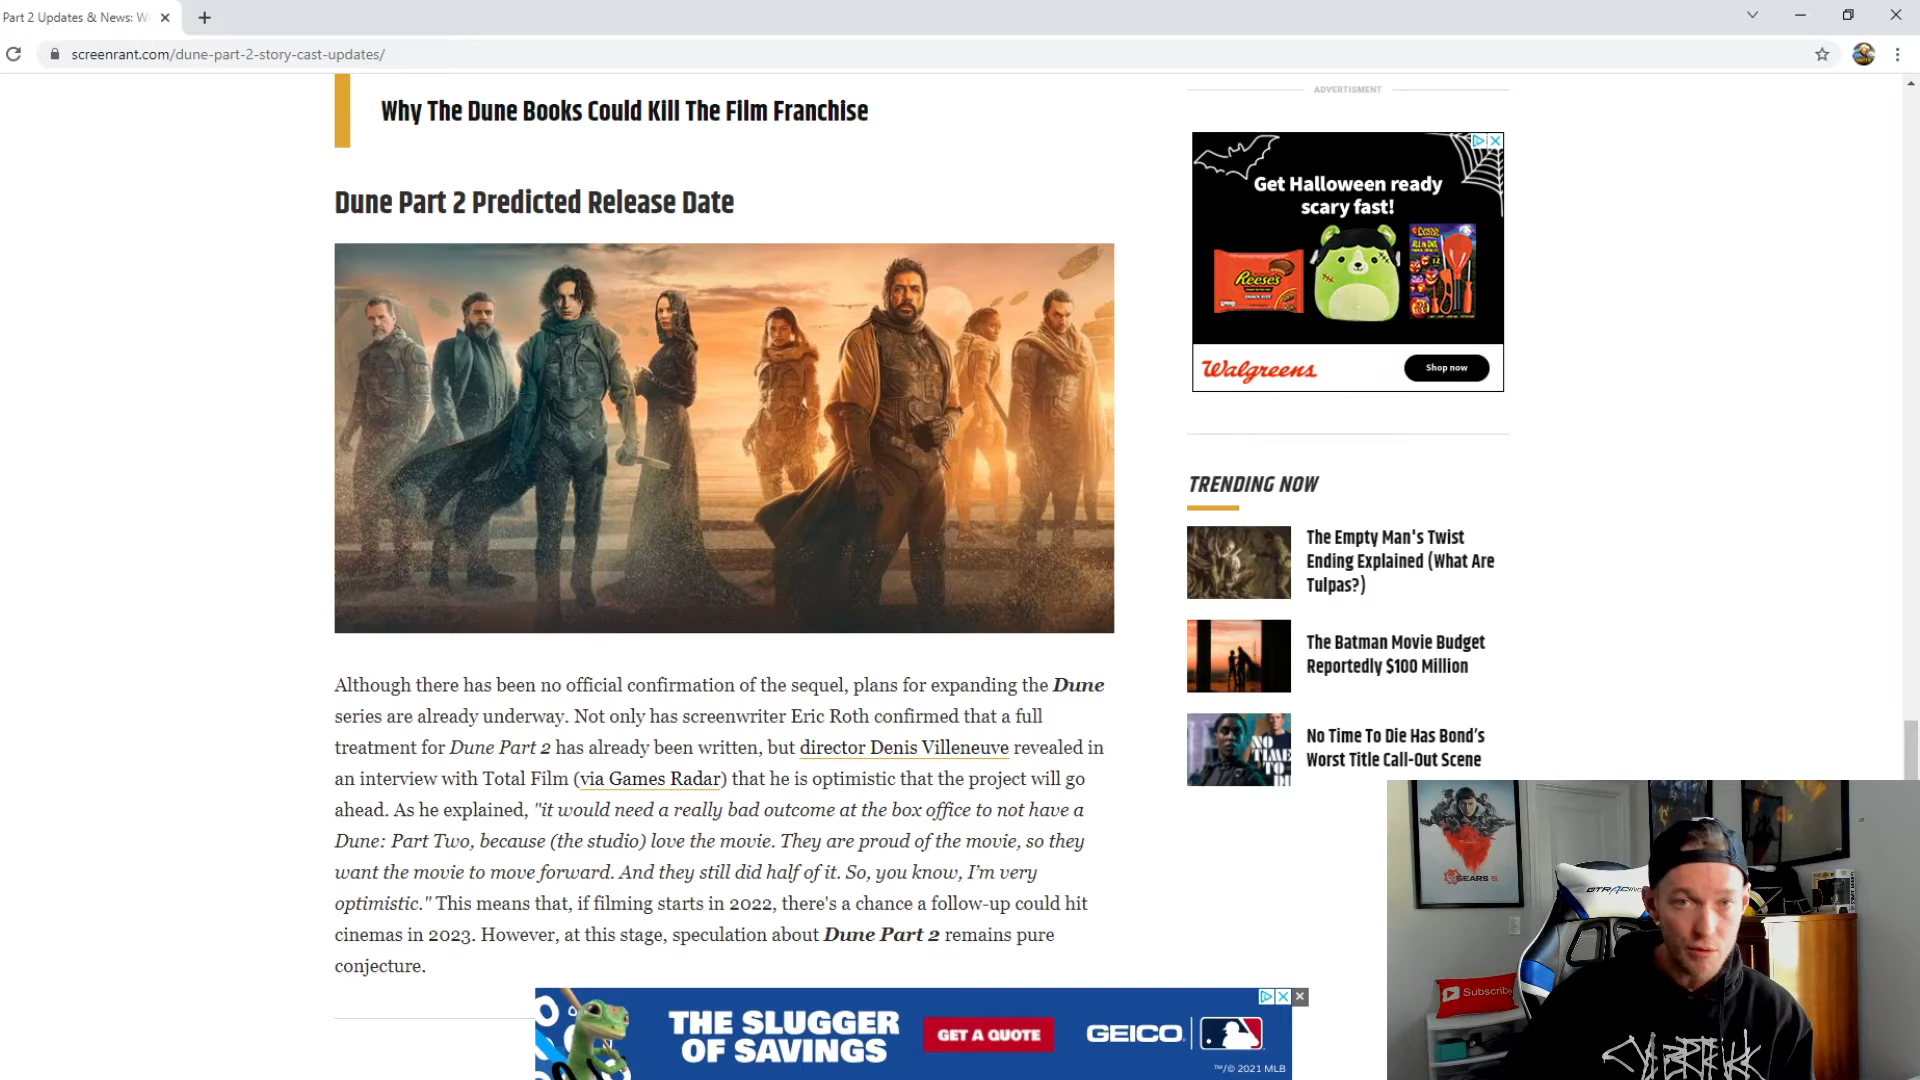 Part 2 Updates & News: W
screenrant.com/dune-part-2-story-cast-updates/
Why The Dune Books Could Kill The Film Franchise
Dune Part 2 Predicted Release Date
Although there has been no official confirmation of the sequel, plans for expanding the Dune
series are already underway. Not only has screenwriter Eric Roth confirmed that a full
treatment for Dune Part 2 has already been written, but director Denis Villeneuve revealed in
an interview with Total Film (via Games Radar) that he is optimistic that the project will go
ahead. As he explained, "it would need a really bad outcome at the box office to not have a
Dune: Part Two, because (the studio) love the movie. They are proud of the movie, so they
want the movie to move forward. And they still did half of it. So, you know, I'm very
optimistic." This means that, if filming starts in 2022, there's a chance a follow-up could hit
cinemas in 2023. However, at this stage, speculation about Dune Part 2 remains pure
conjecture.
ADVERTISMENT
Get Halloween ready
scary fast!
Reese's
Walgreens
Shop now
TRENDING NOW
The Empty Man's Twist
Ending Explained (What Are
Tulpas?)
The Batman Movie Budget
Reportedly $100 Million
NO
TIME
TO DI
No Time To Die Has Bond's
Worst Title Call-Out Scene
THE SLUGGER
OF SAVINGS
GET A QUOTE
GEICO
™/© 2021 MLB
GEARS 5
GTRACING
Subscribe